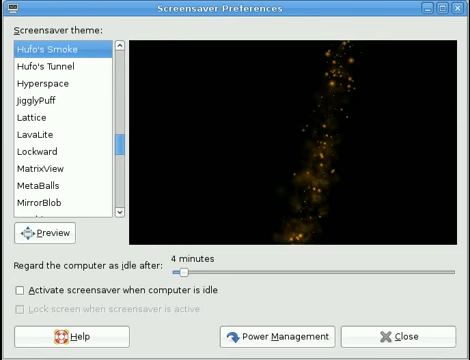 Screensaver Preferences
Screensaver theme:
Hufo's Smoke
Hufo's Tunnel
Hyperspace
JigglyPuff
Lattice
LavaLite
Lockward
MatrixView
MetaBalls
MirrorBlob
Preview
Regard the computer as idle after:
4 minutes
Activate screensaver when computer is idle
Lock screen when screensaver is active
Help
Power Management
Close